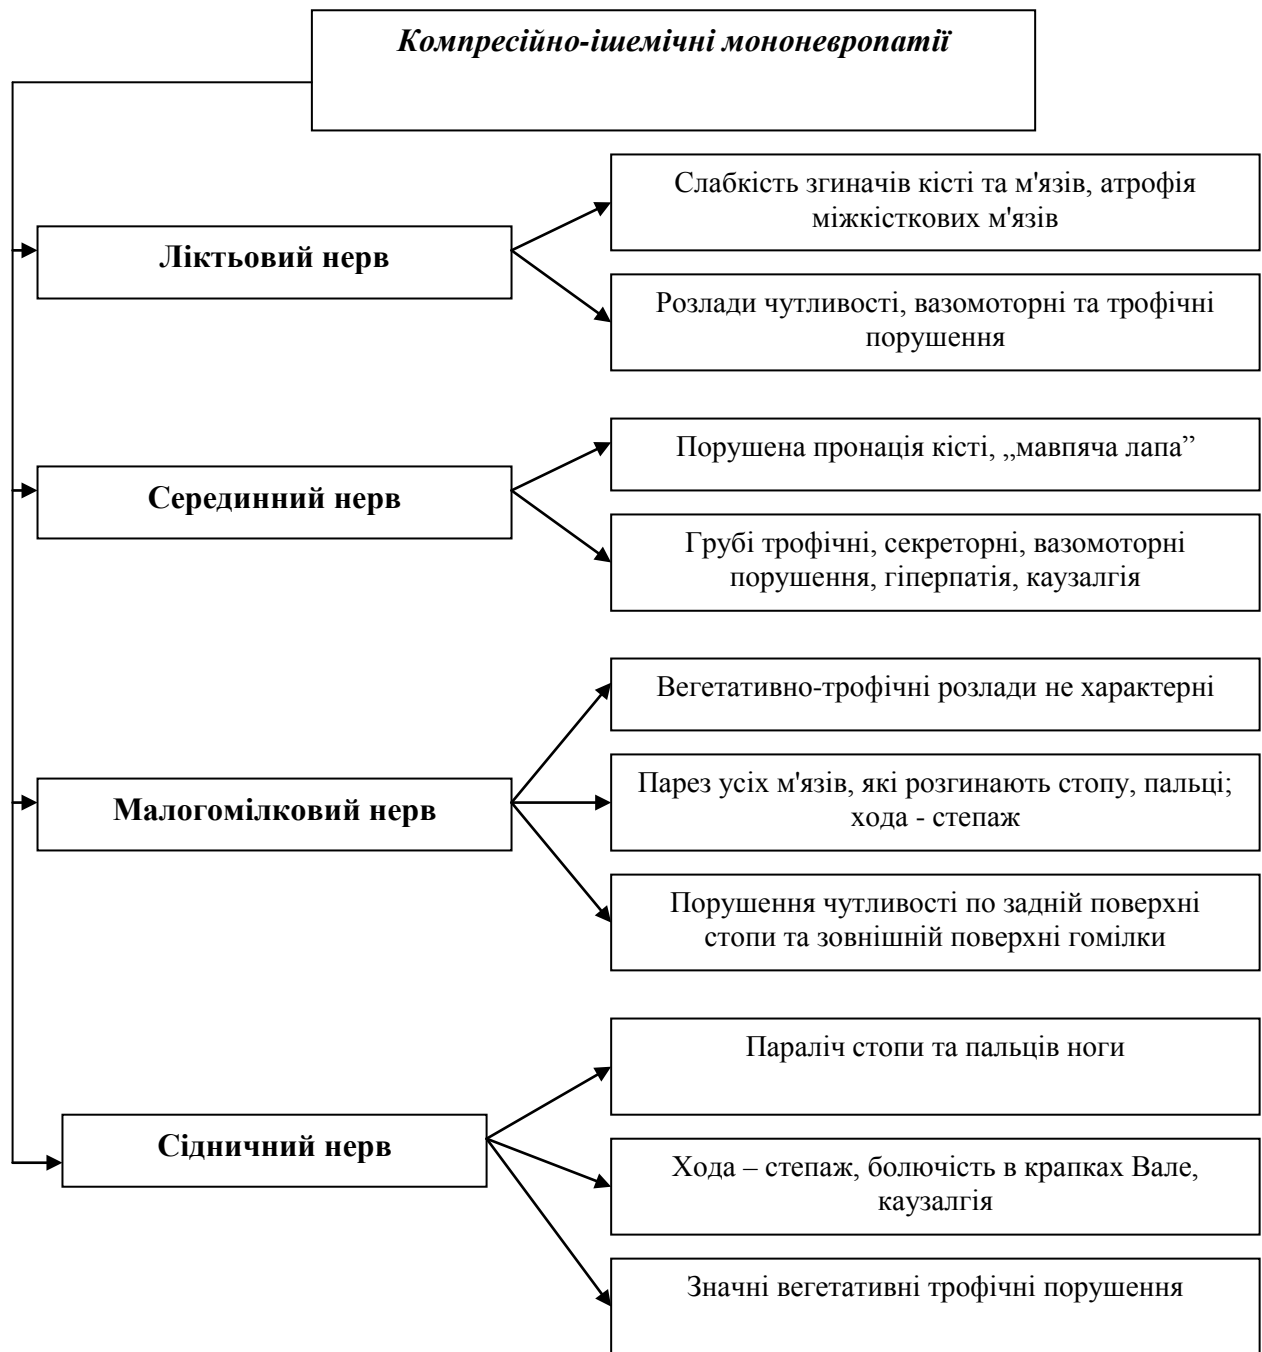 Компресійно-ішемічні мононевропатії
Ліктьовий нерв
Слабкість згиначів кісті та м'язів, атрофія
міжкісткових м'язів
Розлади чутливості, вазомоторні та трофічні
порушення
Серединний нерв
Порушена пронація кісті, „мавпяча лапа”
Грубі трофічні, секреторні, вазомоторні
порушення, гіперпатія, каузалгія
Малогомілковий нерв
Вегетативно-трофічні розлади не характерні
Парез усіх м'язів, які розгинають стопу, пальці;
хода - степаж
Порушення чутливості по задній поверхні
стопи та зовнішній поверхні гомілки
Сідничний нерв
Параліч стопи та пальців ноги
Хода – степаж, болючість в крапках Вале,
каузалгія
Значні вегетативні трофічні порушення